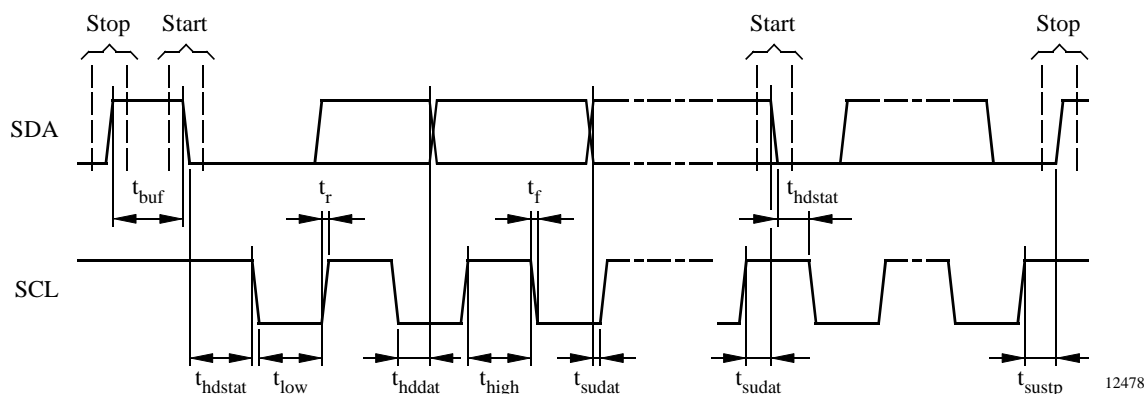 Stop
Start
Start
Stop
SDA
t_buf
t_r
t_f
t_hdstat
SCL
t_hdstat
t_low
t_hddat
t_high
t_sudat
t_sudat
t_sustp
12478